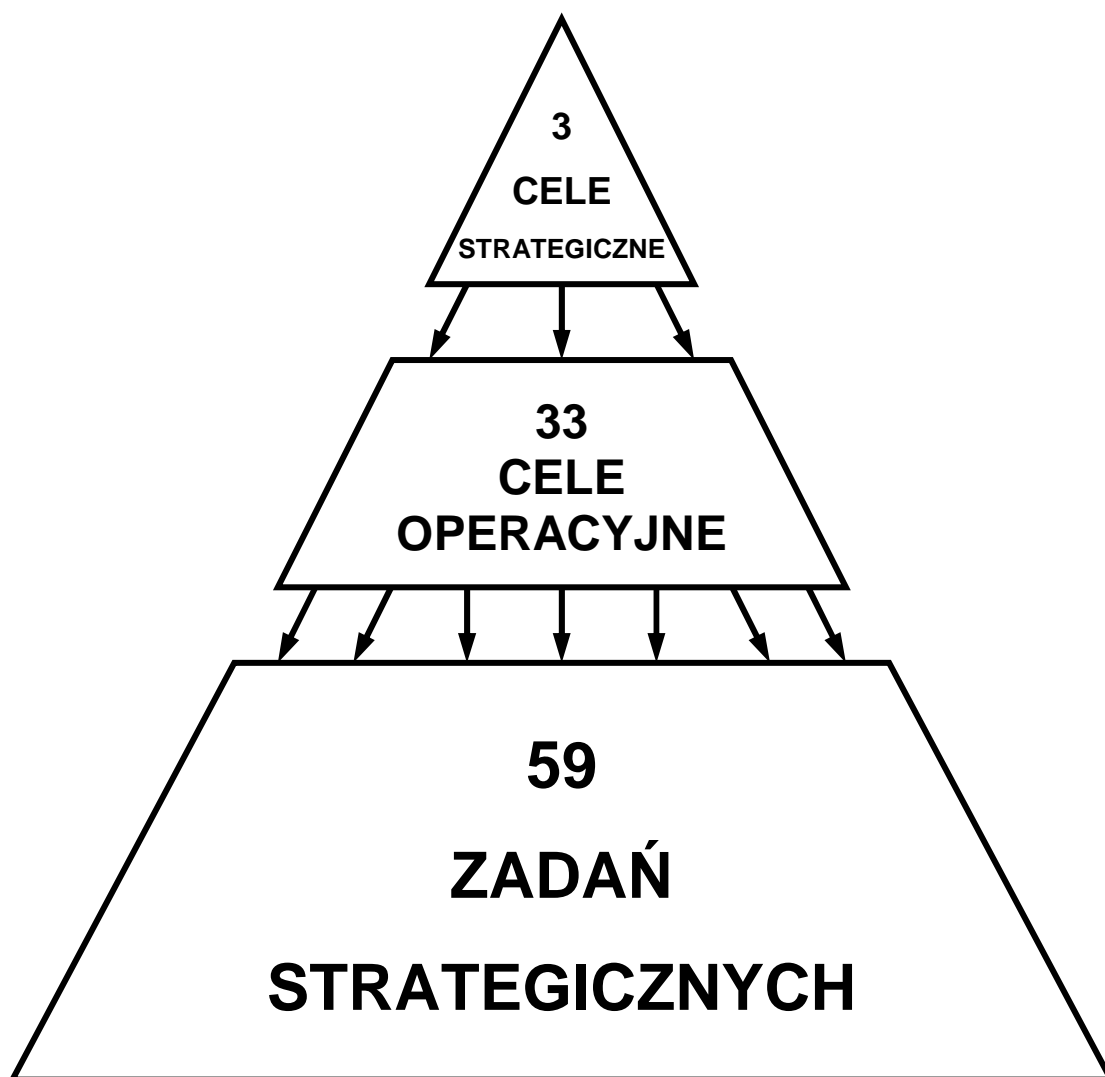 3
CELE
STRATEGICZNE
33
CELE
OPERACYJNE
59
ZADAŃ
STRATEGICZNYCH